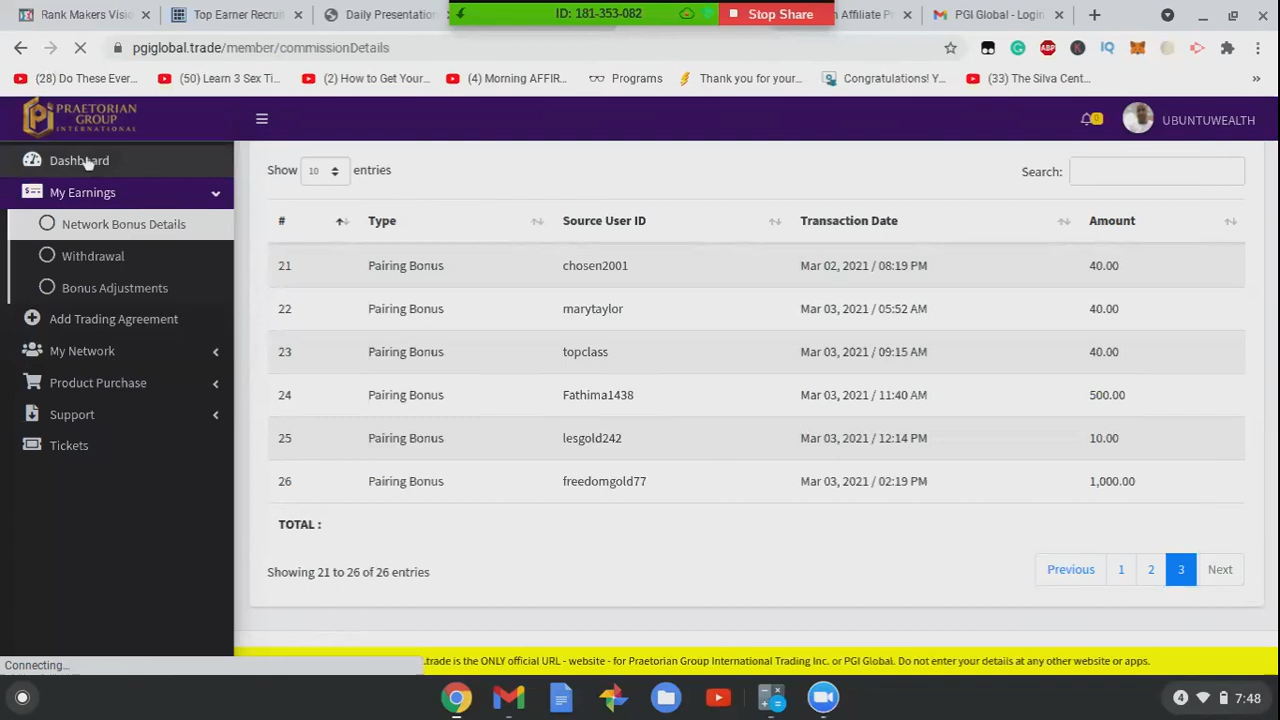 Rank Makers Visi
Top Earner Recruit
Daily Presentation
ID: 181-353-082
Stop Share
Affiliate P
PGI Global - Login
pgiglobal.trade/member/commissionDetails
ABP
IQ
(28) Do These Ever...
(50) Learn 3 Sex Ti...
(2) How to Get Your...
(4) Morning AFFIR...
Programs
Thank you for your...
Congratulations! Y...
(33) The Silva Cent...
PRAETORIAN
GROUP
INTERNATIONAL
0
UBUNTUWEALTH
Dashboard
My Earnings
Network Bonus Details
Withdrawal
Bonus Adjustments
Add Trading Agreement
My Network
Product Purchase
Support
Tickets
Show 10 entries
Search:
# Type Source User ID Transaction Date Amount
21 Pairing Bonus chosen2001 Mar 02, 2021 / 08:19 PM 40.00
22 Pairing Bonus marytaylor Mar 03, 2021 / 05:52 AM 40.00
23 Pairing Bonus topclass Mar 03, 2021 / 09:15 AM 40.00
24 Pairing Bonus Fathima1438 Mar 03, 2021 / 11:40 AM 500.00
25 Pairing Bonus lesgold242 Mar 03, 2021 / 12:14 PM 10.00
26 Pairing Bonus freedomgold77 Mar 03, 2021 / 02:19 PM 1,000.00
TOTAL :
Showing 21 to 26 of 26 entries
Previous 1 2 3 Next
.trade is the ONLY official URL - website - for Praetorian Group International Trading Inc. or PGI Global. Do not enter your details at any other website or apps.
Connecting...
4 7:48